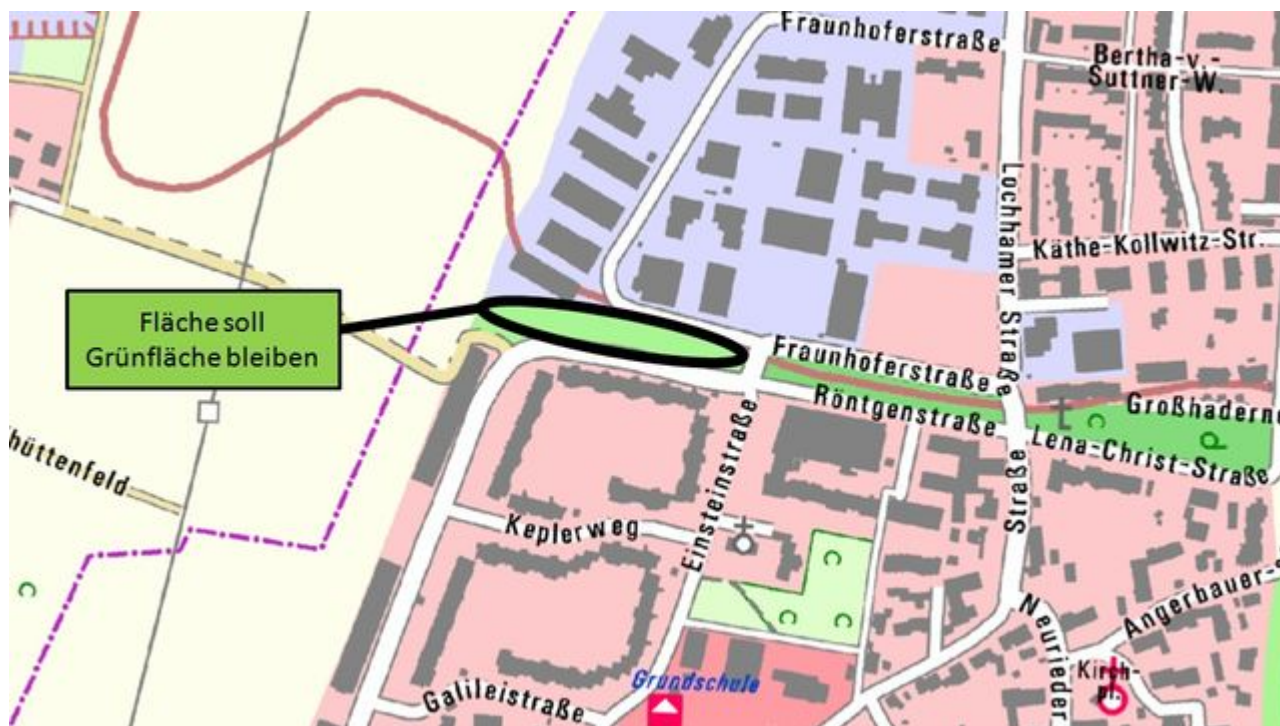 Fraunhoferstraße
Bertha-v.-
Suttner-W.
Lochhamer Straße
Käthe-Kollwitz-Str.
Fläche soll
Grünfläche bleiben
Fraunhoferstraße
Röntgenstraße
Großhaderne
Lena-Christ-Straße
hüttenfeld
Keplerweg
Einsteinstraße
Straße
Angerbauer-s
Neurieder
Kirch-
pl.
Grundschule
Galileistraße